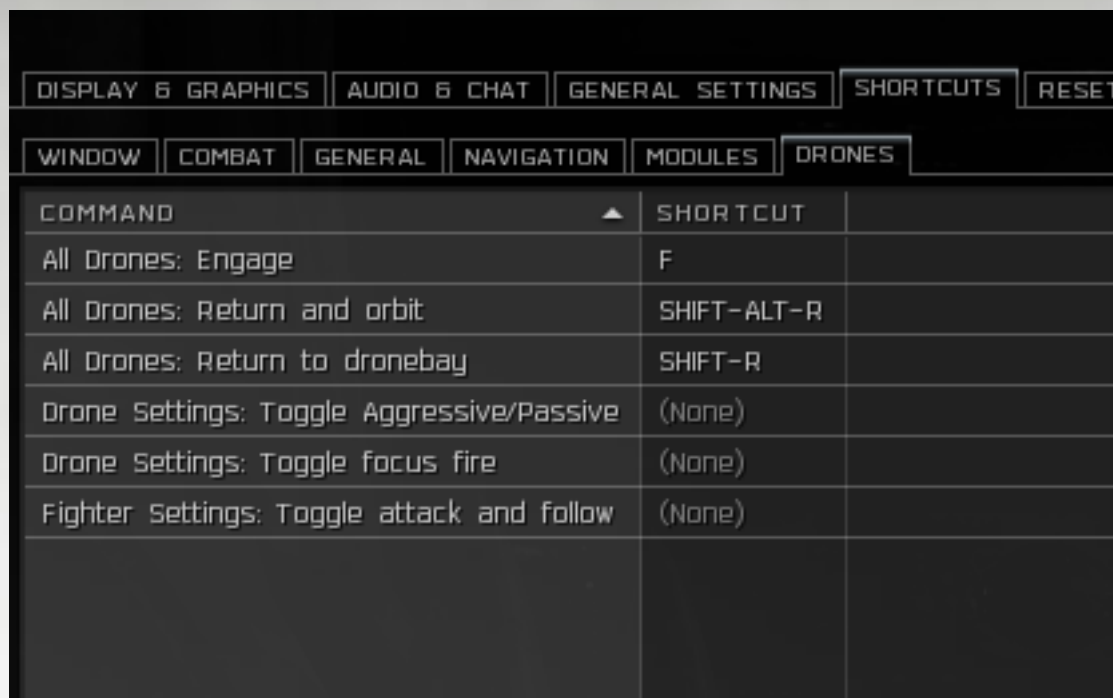 DISPLAY & GRAPHICS AUDIO & CHAT GENERAL SETTINGS SHORTCUTS RESET
WINDOW COMBAT GENERAL NAVIGATION MODULES DRONES
COMMAND SHORTCUT
All Drones: Engage F
All Drones: Return and orbit SHIFT-ALT-R
All Drones: Return to dronebay SHIFT-R
Drone Settings: Toggle Aggressive/Passive (None)
Drone Settings: Toggle focus fire (None)
Fighter Settings: Toggle attack and follow (None)